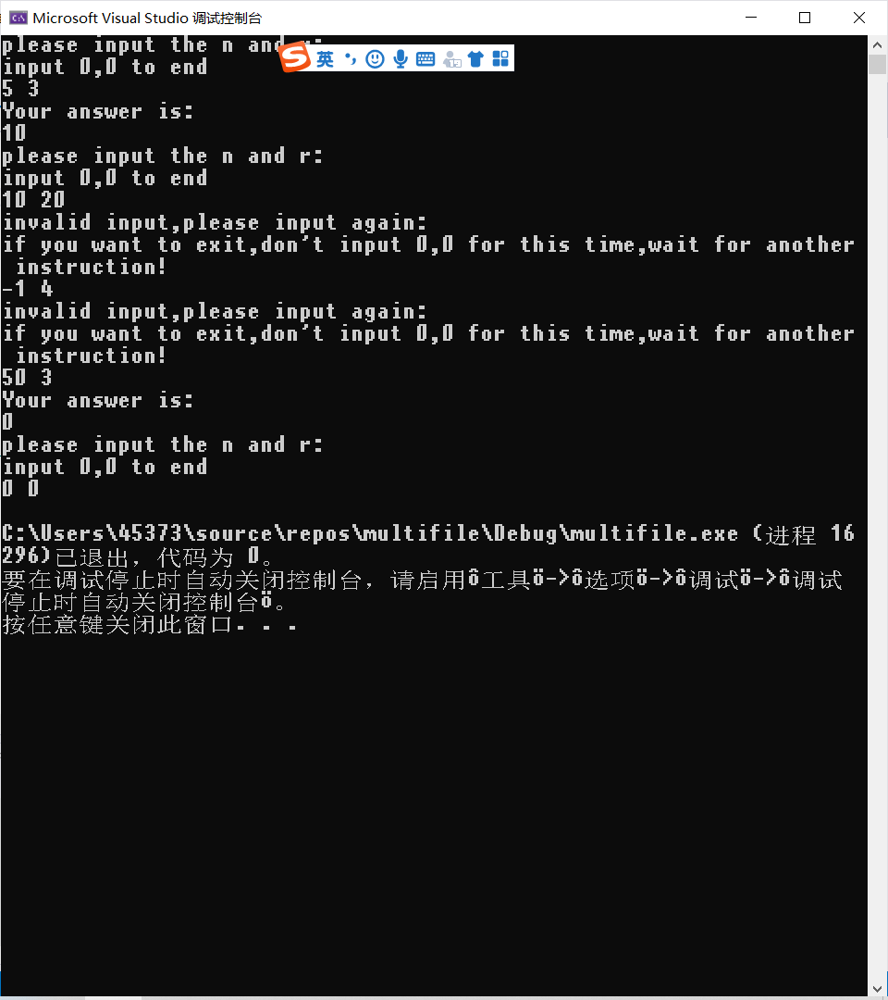 Microsoft Visual Studio 调试控制台
please input the n and r:
英
input 0,0 to end
5 3
Your answer is:
10
please input the n and r:
input 0,0 to end
10 20
invalid input,please input again:
if you want to exit,don't input 0,0 for this time,wait for another
instruction!
-1 4
invalid input,please input again:
if you want to exit,don't input 0,0 for this time,wait for another
instruction!
50 3
Your answer is:
0
please input the n and r:
input 0,0 to end
0 0
C:\Users\45373\source\repos\multifile\Debug\multifile.exe (进程 16
296)已退出，代码为 0。
要在调试停止时自动关闭控制台，请启用ô工具ö->ô选项ö->ô调试ö->ô调试
停止时自动关闭控制台ö。
按任意键关闭此窗口. . .